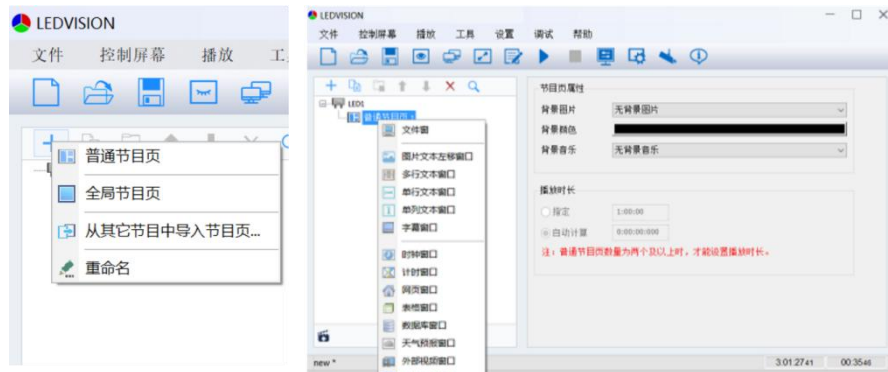 LEDVISION
文件 控制屏幕 播放 工
普通节目页
全局节目页
从其它节目中导入节目页...
重命名
LEDVISION
文件 控制屏幕 播放 工具 设置 调试 帮助
LED1
普通节目页
文件窗
图片文本左移窗口
多行文本窗口
单行文本窗口
单列文本窗口
字幕窗口
时钟窗口
计时窗口
网页窗口
表格窗口
数据库窗口
天气预报窗口
外部视频窗口
节目页属性
背景图片 无背景图片
背景颜色
背景音乐 无背景音乐
播放时长
指定 1:00:00
自动计算 0:00:00:000
注:普通节目页数量为两个及以上时,才能设置播放时长。
new *
3.01.2741 00.3546